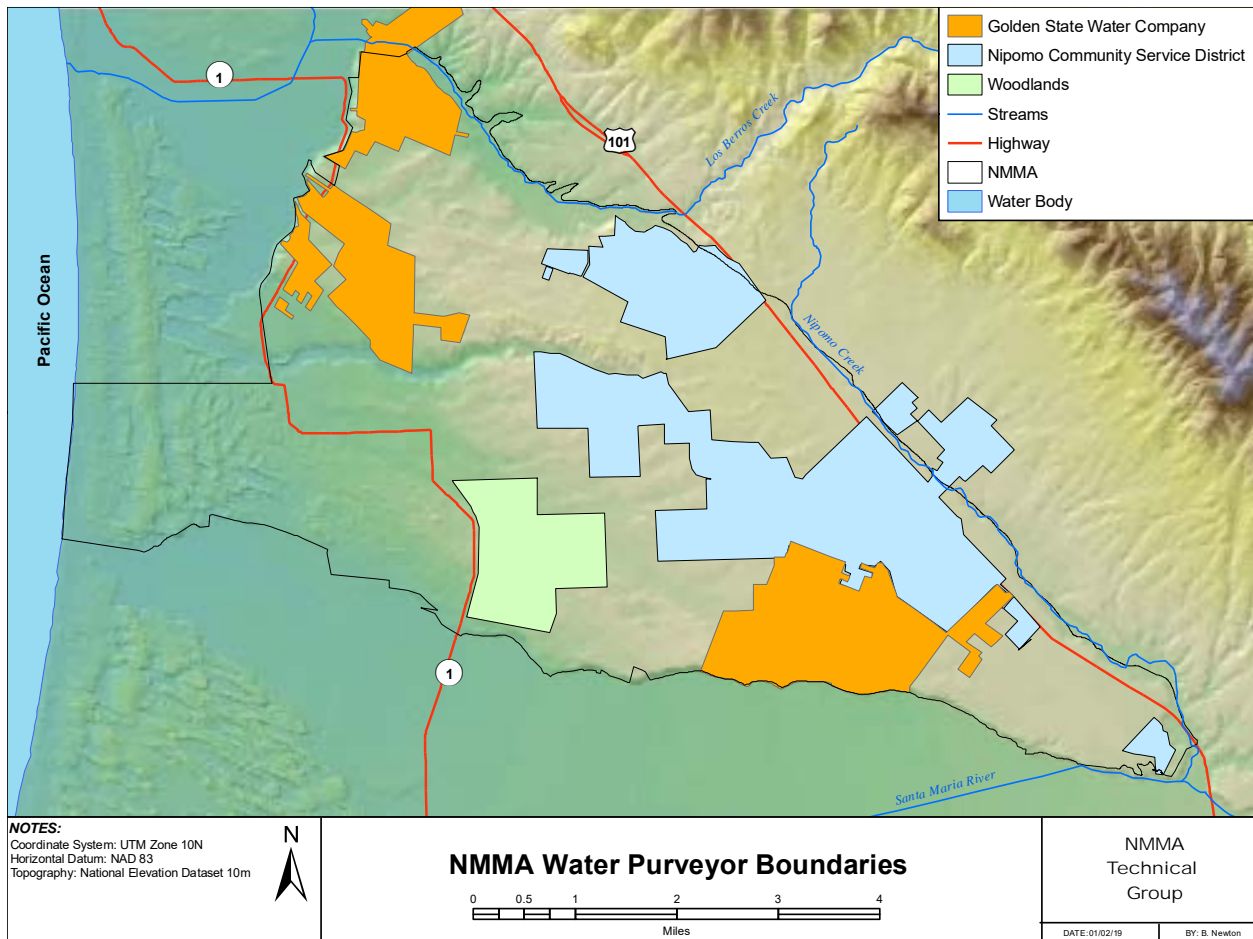 Golden State Water Company
Nipomo Community Service District
Woodlands
Streams
Highway
NMMA
Water Body
1
101
Los Berros Creek
Pacific Ocean
Nipomo Creek
1
Santa Maria River
NOTES:
Coordinate System: UTM Zone 10N
Horizontal Datum: NAD 83
Topography: National Elevation Dataset 10m
N
NMMA Water Purveyor Boundaries
0 0.5 1 2 3 4
Miles
NMMA
Technical
Group
DATE:01/02/19
BY: B. Newton